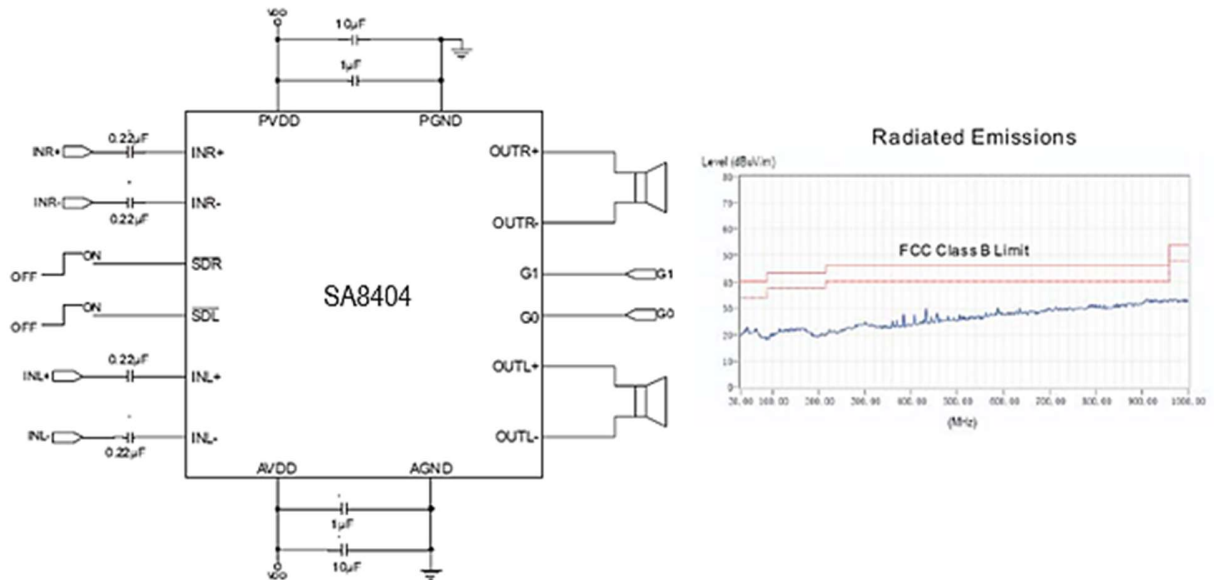 VDD
10µF
1µF
PVDD
PGND
0.22µF
INR+
INR+
OUTR+
INR-
INR-
0.22µF
OUTR-
ON
OFF
SDR
G1
G1
ON
OFF
SDL
G0
G0
SA8404
0.22µF
INL+
INL+
OUTL+
INL-
INL-
0.22µF
OUTL-
AVDD
AGND
1µF
10µF
VDD
Radiated Emissions
Level (dBuV/m)
80
70
60
50
40
30
20
10
0
FCC Class B Limit
30.00 100.00 200.00 300.00 400.00 500.00 600.00 700.00 800.00 900.00 1000.00
(MHz)